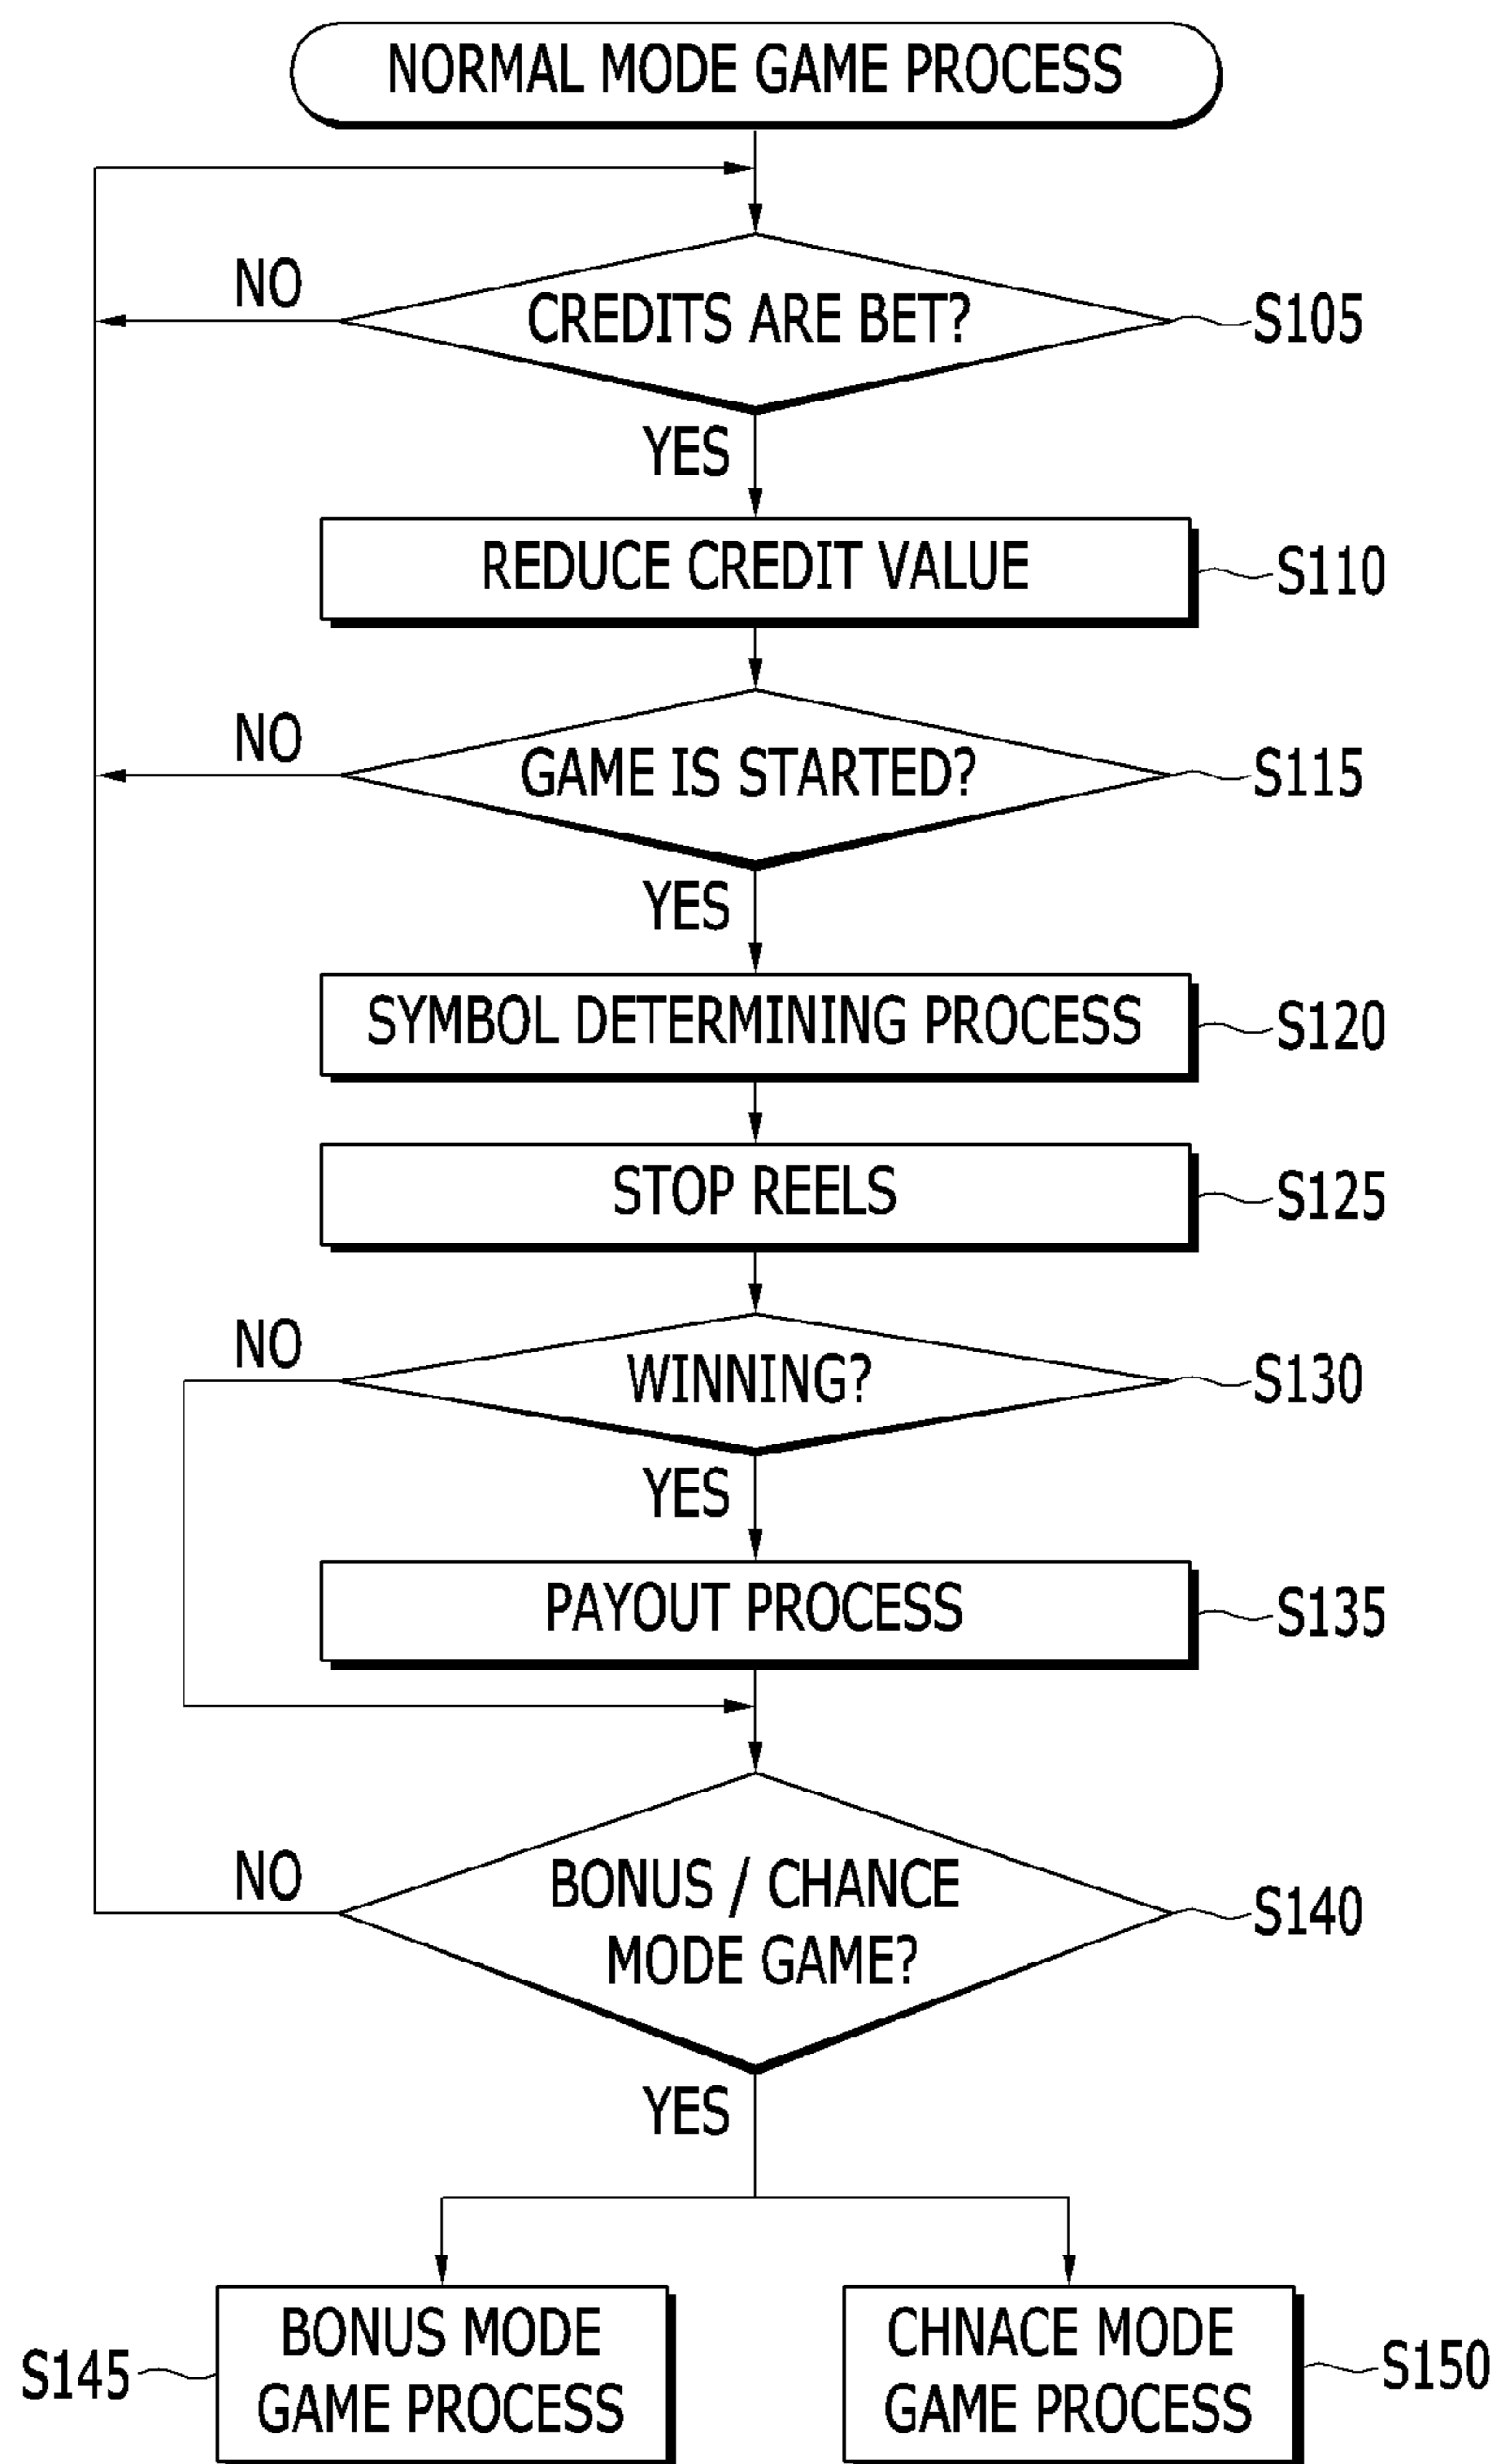 NORMAL MODE GAME PROCESS
NO
CREDITS ARE BET?
S105
YES
REDUCE CREDIT VALUE
S110
NO
GAME IS STARTED?
S115
YES
SYMBOL DETERMINING PROCESS
S120
STOP REELS
S125
NO
WINNING?
S130
YES
PAYOUT PROCESS
S135
NO
BONUS / CHANCE
MODE GAME?
S140
YES
S145
BONUS MODE
GAME PROCESS
CHNACE MODE
GAME PROCESS
S150